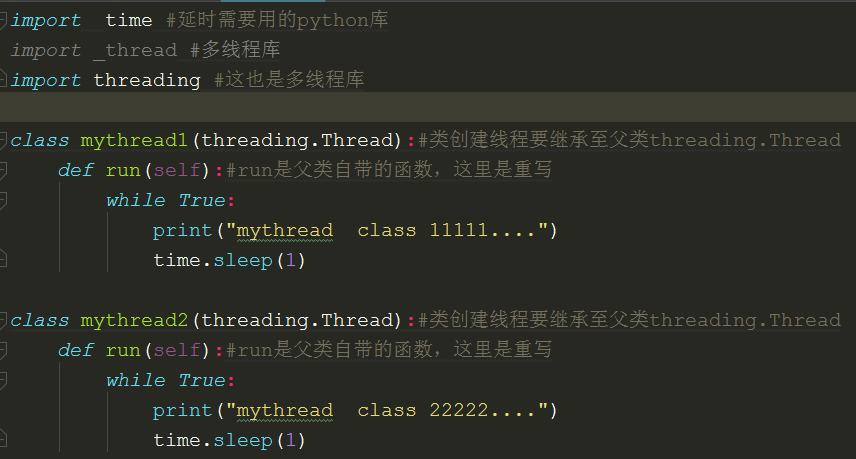 import  time #延时需要用的python库
import _thread #多线程库
import threading #这也是多线程库
class mythread1(threading.Thread):#类创建线程要继承至父类threading.Thread
    def run(self):#run是父类自带的函数，这里是重写
        while True:
            print("mythread  class 11111....")
            time.sleep(1)
class mythread2(threading.Thread):#类创建线程要继承至父类threading.Thread
    def run(self):#run是父类自带的函数，这里是重写
        while True:
            print("mythread  class 22222....")
            time.sleep(1)